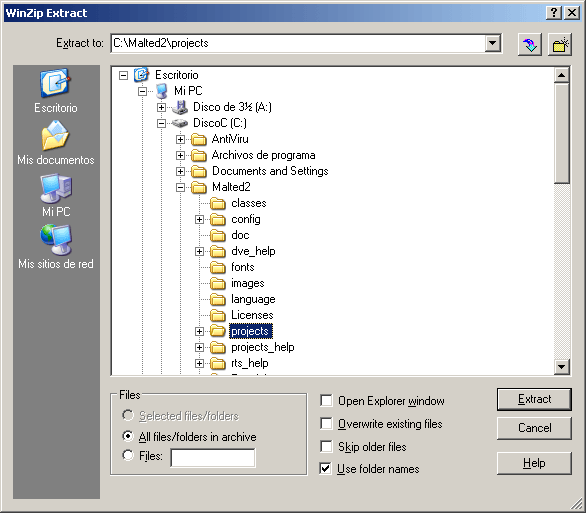 WinZip Extract
Extract to: C:\Malted2\projects
Escritorio
Mis documentos
Mi PC
Mis sitios de red
Escritorio
Mi PC
Disco de 3½ (A:)
DiscoC (C:)
AntiViru
Archivos de programa
Documents and Settings
Malted2
classes
config
doc
dve_help
fonts
images
language
Licenses
projects
projects_help
rts_help
Files
Selected files/folders
All files/folders in archive
Files:
Open Explorer window
Overwrite existing files
Skip older files
Use folder names
Extract
Cancel
Help